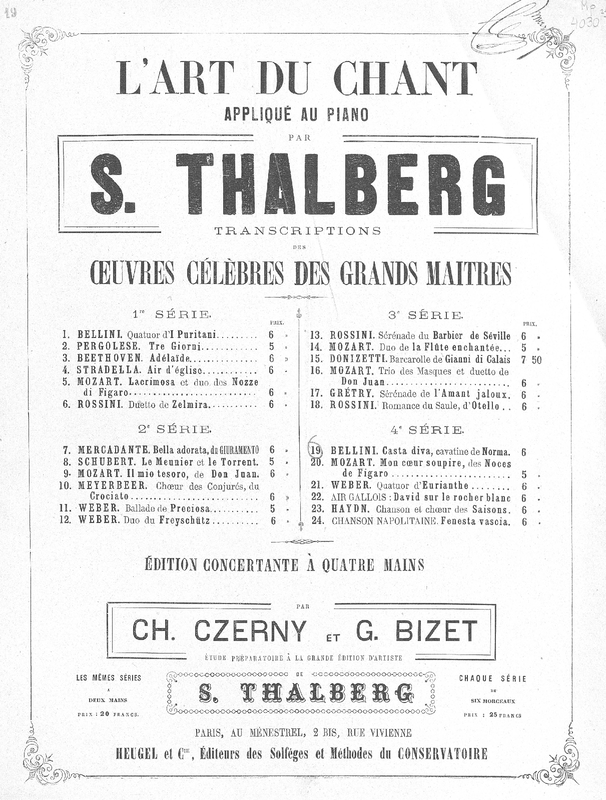 19
Mo
4030
L'ART DU CHANT
APPLIQUÉ AU PIANO
PAR
S. THALBERG
TRANSCRIPTIONS
DES
ŒUVRES CÉLÈBRES DES GRANDS MAITRES
1re SÉRIE.
PRIX.
1. BELLINI. Quatuor d'I Puritani........ 6 »
2. PERGOLESE. Tre Giorni............ 5 »
3. BEETHOVEN. Adélaïde............. 6 »
4. STRADELLA. Air d'église........... 6 »
5. MOZART. Lacrimosa et duo des Nozze
di Figaro........................ 6 »
6. ROSSINI. Duetto de Zelmira.......... 6 »
2e SÉRIE.
7. MERCADANTE. Bella adorata, du GIURAMENTO 6 »
8. SCHUBERT. Le Meunier et le Torrent. 5 »
9. MOZART. Il mio tesoro, de Don Juan. 6 »
10. MEYERBEER. Chœur des Conjurés, du
Crociato........................ 6 »
11. WEBER. Ballade de Preciosa......... 5 »
12. WEBER. Duo du Freyschütz......... 6 »
3e SÉRIE.
PRIX.
13. ROSSINI. Sérénade du Barbier de Séville 6 »
14. MOZART. Duo de la Flûte enchantée... 5 »
15. DONIZETTI. Barcarolle de Gianni di Calais 7 50
16. MOZART. Trio des Masques et duetto de
Don Juan........................ 6 »
17. GRÉTRY. Sérénade de l'Amant jaloux. 6 »
18. ROSSINI. Romance du Saule, d'Otello.. 6 »
4e SÉRIE.
19. BELLINI. Casta diva, cavatine de Norma. 6
20. MOZART. Mon cœur soupire, des Noces
de Figaro........................ 5 »
21. WEBER. Quatuor d'Euryanthe........ 6 »
22. AIR GALLOIS: David sur le rocher blanc 6 »
23. HAYDN. Chanson et chœur des Saisons. 6 »
24. CHANSON NAPOLITAINE. Fenesta vascia. 6 »
ÉDITION CONCERTANTE À QUATRE MAINS
PAR
CH. CZERNY ET G. BIZET
ÉTUDE PRÉPARATOIRE À LA GRANDE ÉDITION D'ARTISTE
DE
S. THALBERG
LES MÊMES SÉRIES
À
DEUX MAINS
PRIX : 20 FRANCS.
CHAQUE SÉRIE
DE
SIX MORCEAUX
PRIX : 25 FRANCS
PARIS, AU MÉNESTREL, 2 BIS, RUE VIVIENNE
HEUGEL et Cie, Éditeurs des Solfèges et Méthodes du CONSERVATOIRE